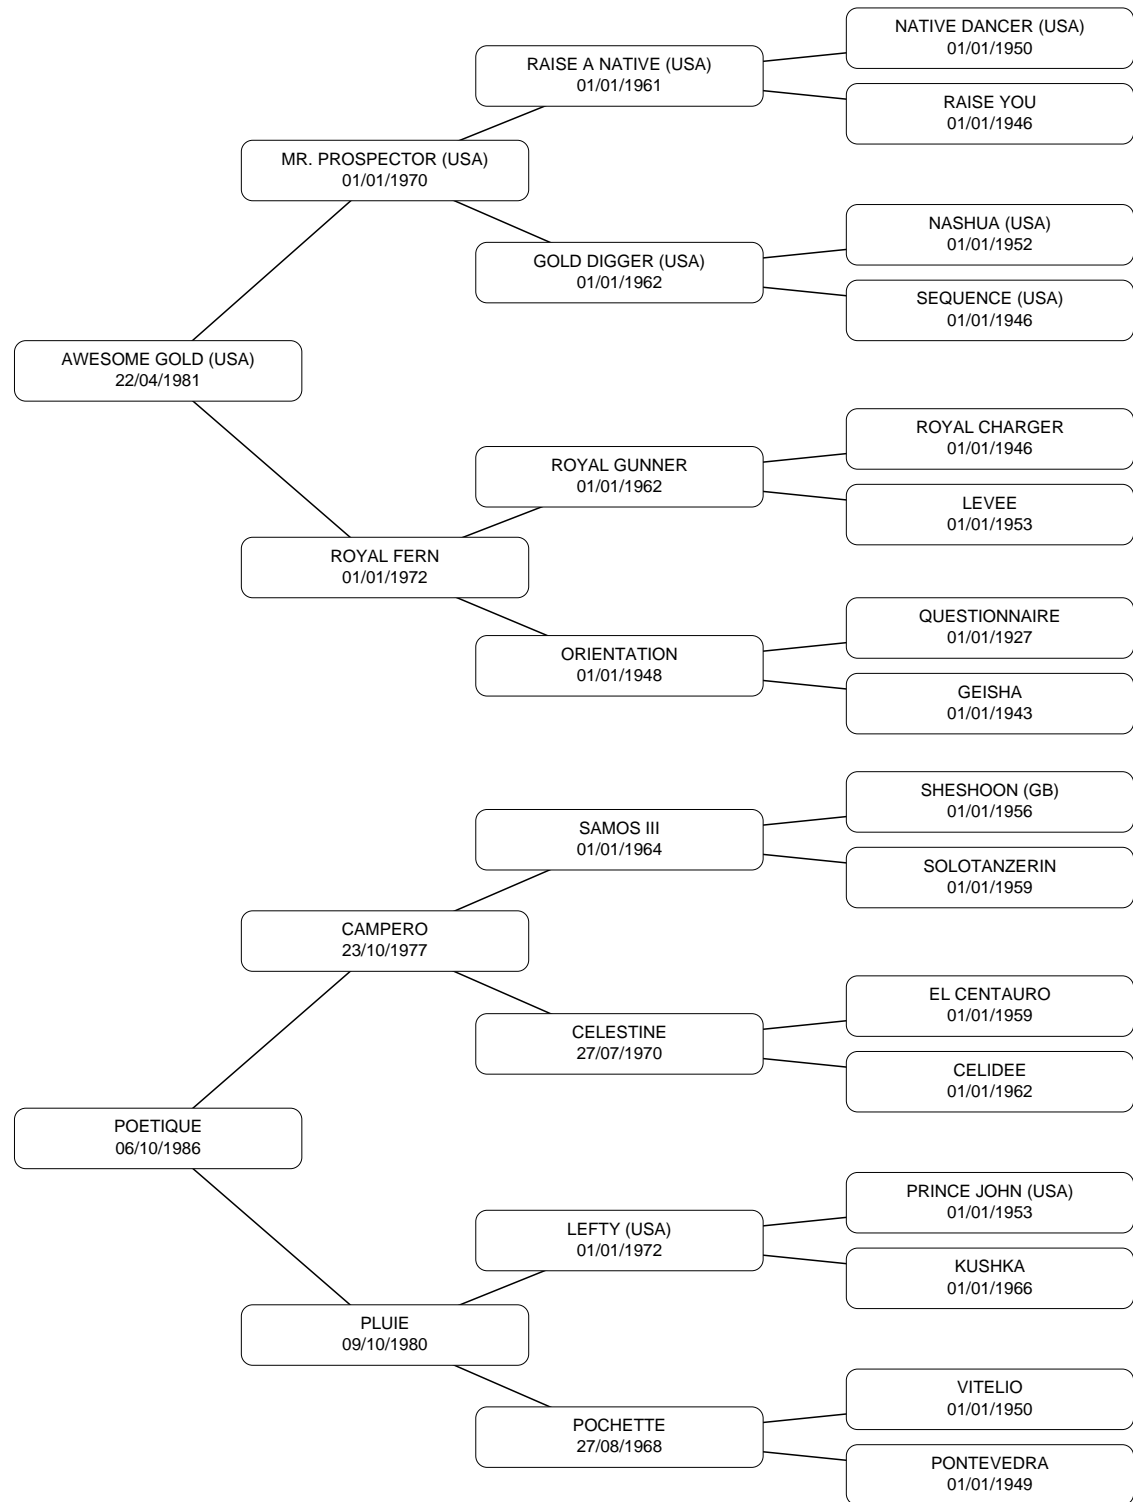 NATIVE DANCER (USA)
01/01/1950
RAISE A NATIVE (USA)
01/01/1961
RAISE YOU
01/01/1946
MR. PROSPECTOR (USA)
01/01/1970
NASHUA (USA)
01/01/1952
GOLD DIGGER (USA)
01/01/1962
SEQUENCE (USA)
01/01/1946
AWESOME GOLD (USA)
22/04/1981
ROYAL CHARGER
01/01/1946
ROYAL GUNNER
01/01/1962
LEVEE
01/01/1953
ROYAL FERN
01/01/1972
QUESTIONNAIRE
01/01/1927
ORIENTATION
01/01/1948
GEISHA
01/01/1943
SHESHOON (GB)
01/01/1956
SAMOS III
01/01/1964
SOLOTANZERIN
01/01/1959
CAMPERO
23/10/1977
EL CENTAURO
01/01/1959
CELESTINE
27/07/1970
CELIDEE
01/01/1962
POETIQUE
06/10/1986
PRINCE JOHN (USA)
01/01/1953
LEFTY (USA)
01/01/1972
KUSHKA
01/01/1966
PLUIE
09/10/1980
VITELIO
01/01/1950
POCHETTE
27/08/1968
PONTEVEDRA
01/01/1949